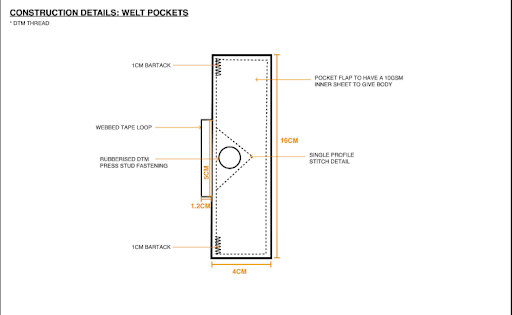 CONSTRUCTION DETAILS: WELT POCKETS
* DTM THREAD
1CM BARTACK
POCKET FLAP TO HAVE A 10GSM
INNER SHEET TO GIVE BODY
WEBBED TAPE LOOP
16CM
RUBBERISED DTM
PRESS STUD FASTENING
5CM
SINGLE PROFILE
STITCH DETAIL
1.2CM
1CM BARTACK
4CM